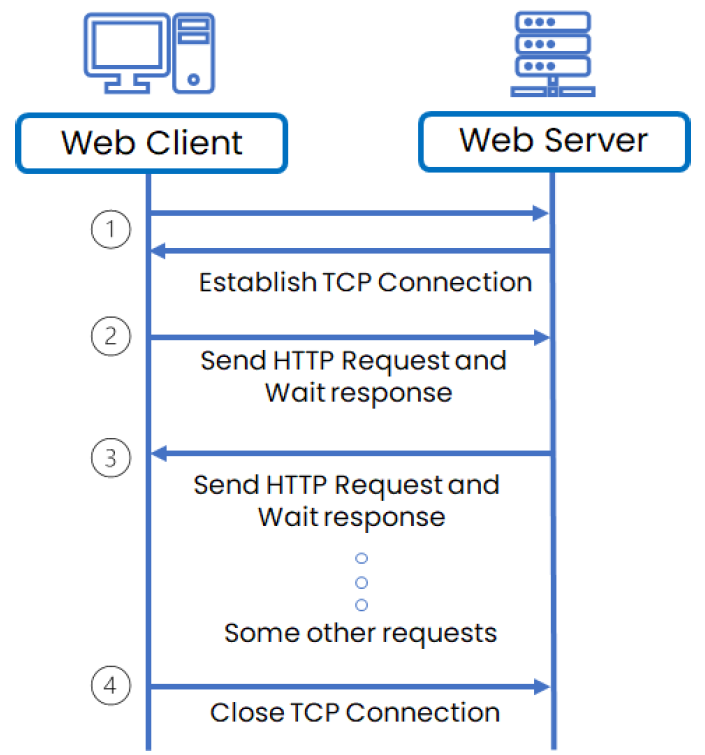 Web Client
Web Server
1
Establish TCP Connection
2
Send HTTP Request and
Wait response
3
Send HTTP Request and
Wait response
Some other requests
4
Close TCP Connection